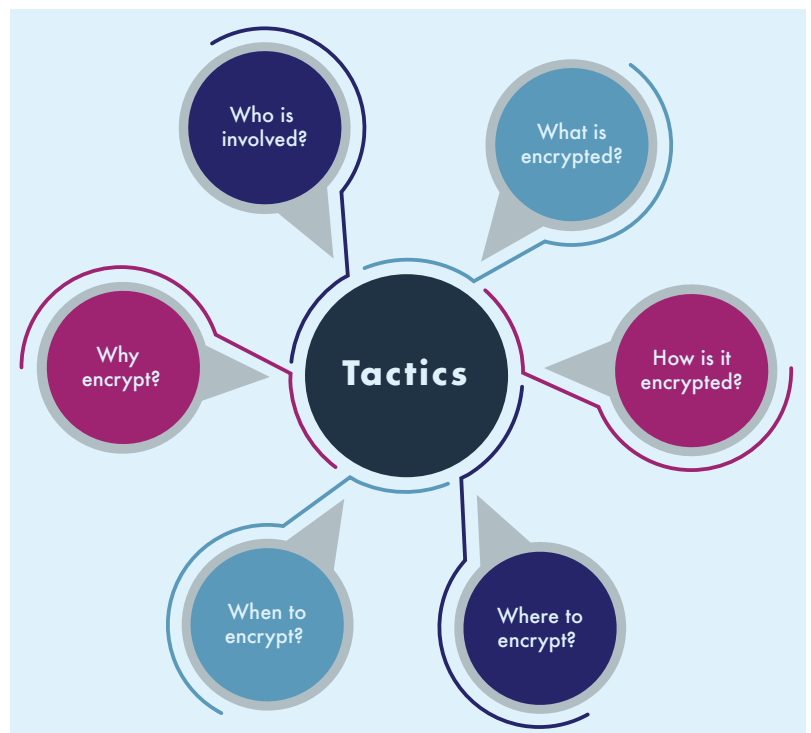 Who is
involved?
What is
encrypted?
Why
encrypt?
Tactics
How is it
encrypted?
When to
encrypt?
Where to
encrypt?